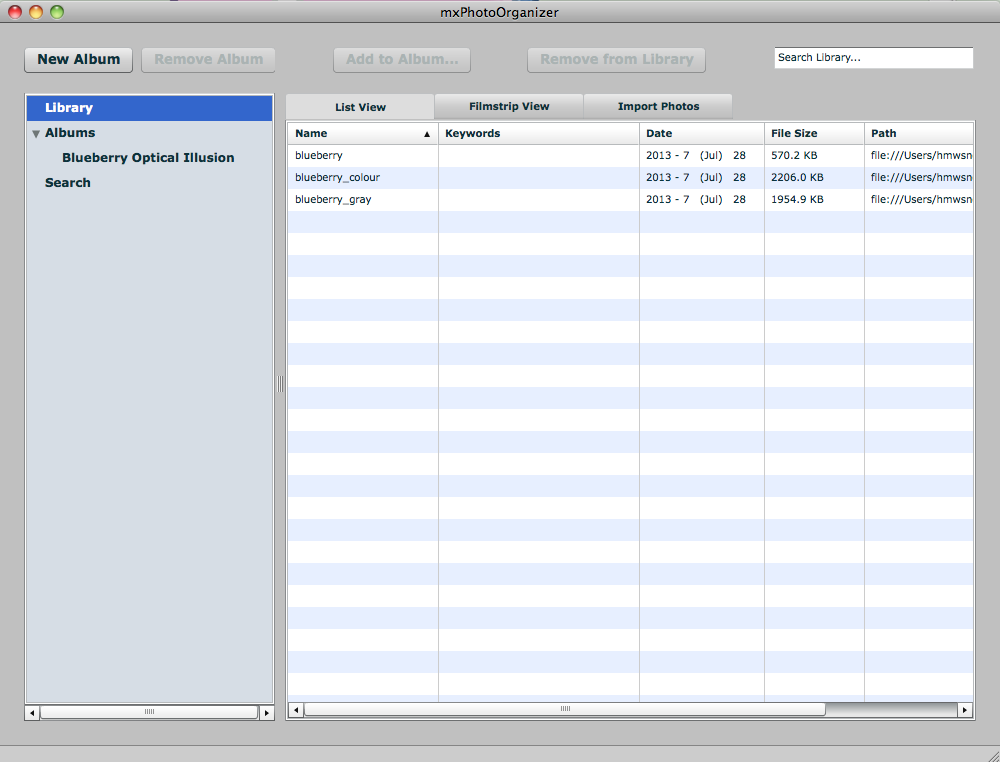 mxPhotoOrganizer
New Album Remove Album Add to Album... Remove from Library Search Library...
Library
Albums
Blueberry Optical Illusion
Search
List View Filmstrip View Import Photos
Name Keywords Date File Size Path
blueberry 2013 - 7 (Jul) 28 570.2 KB file:///Users/hmwsn
blueberry_colour 2013 - 7 (Jul) 28 2206.0 KB file:///Users/hmwsn
blueberry_gray 2013 - 7 (Jul) 28 1954.9 KB file:///Users/hmwsn